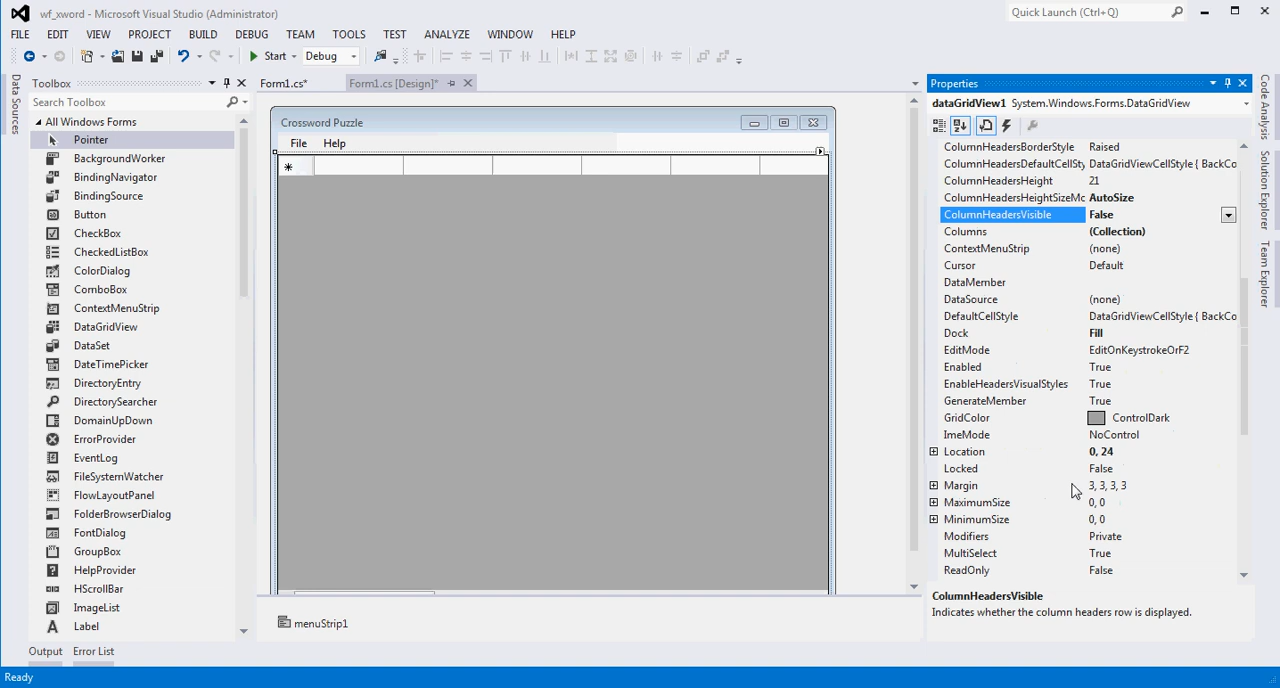 wf_xword - Microsoft Visual Studio (Administrator)
Quick Launch (Ctrl+Q)
FILE EDIT VIEW PROJECT BUILD DEBUG TEAM TOOLS TEST ANALYZE WINDOW HELP
Start Debug
Data Sources
Toolbox
Search Toolbox
All Windows Forms
Pointer
BackgroundWorker
BindingNavigator
BindingSource
Button
CheckBox
CheckedListBox
ColorDialog
ComboBox
ContextMenuStrip
DataGridView
DataSet
DateTimePicker
DirectoryEntry
DirectorySearcher
DomainUpDown
ErrorProvider
EventLog
FileSystemWatcher
FlowLayoutPanel
FolderBrowserDialog
FontDialog
GroupBox
HelpProvider
HScrollBar
ImageList
A Label
Output Error List
Form1.cs* Form1.cs [Design]*
Crossword Puzzle
File Help
menuStrip1
Properties
dataGridView1 System.Windows.Forms.DataGridView
ColumnHeadersBorderStyle Raised
ColumnHeadersDefaultCellSty DataGridViewCellStyle { BackCo
ColumnHeadersHeight 21
ColumnHeadersHeightSizeMo AutoSize
ColumnHeadersVisible False
Columns (Collection)
ContextMenuStrip (none)
Cursor Default
DataMember
DataSource (none)
DefaultCellStyle DataGridViewCellStyle { BackCo
Dock Fill
EditMode EditOnKeystrokeOrF2
Enabled True
EnableHeadersVisualStyles True
GenerateMember True
GridColor ControlDark
ImeMode NoControl
Location 0, 24
Locked False
Margin 3, 3, 3, 3
MaximumSize 0, 0
MinimumSize 0, 0
Modifiers Private
MultiSelect True
ReadOnly False
ColumnHeadersVisible
Indicates whether the column headers row is displayed.
Code Analysis
Solution Explorer
Team Explorer
Ready